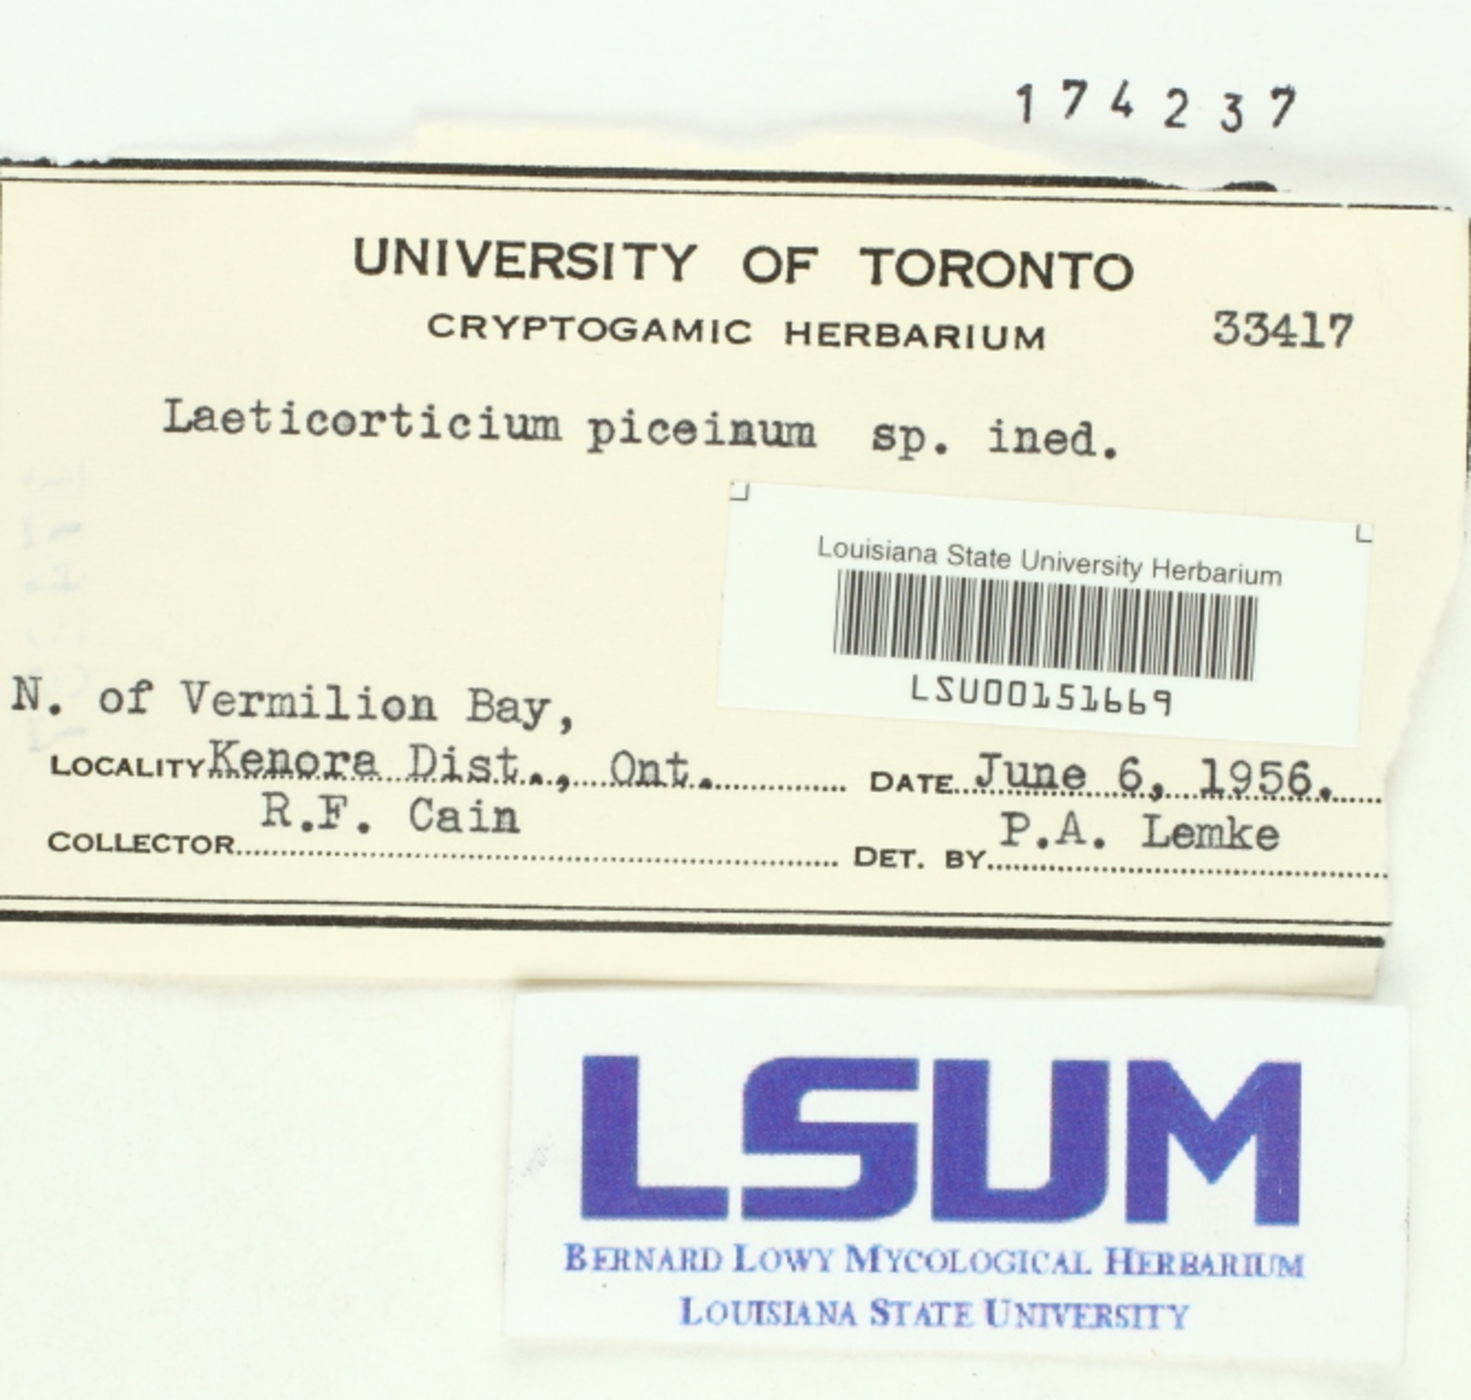 174237
UNIVERSITY OF TORONTO
CRYPTOGAMIC HERBARIUM 33417
Laeticorticium piceinum sp. ined.
Louisiana State University Herbarium
LSU00151669
N. of Vermilion Bay,
LOCALITY Kenora Dist., Ont. DATE June 6, 1956.
COLLECTOR R.F. Cain DET. BY P.A. Lemke
LSUM
BERNARD LOWY MYCOLOGICAL HERBARIUM
LOUISIANA STATE UNIVERSITY